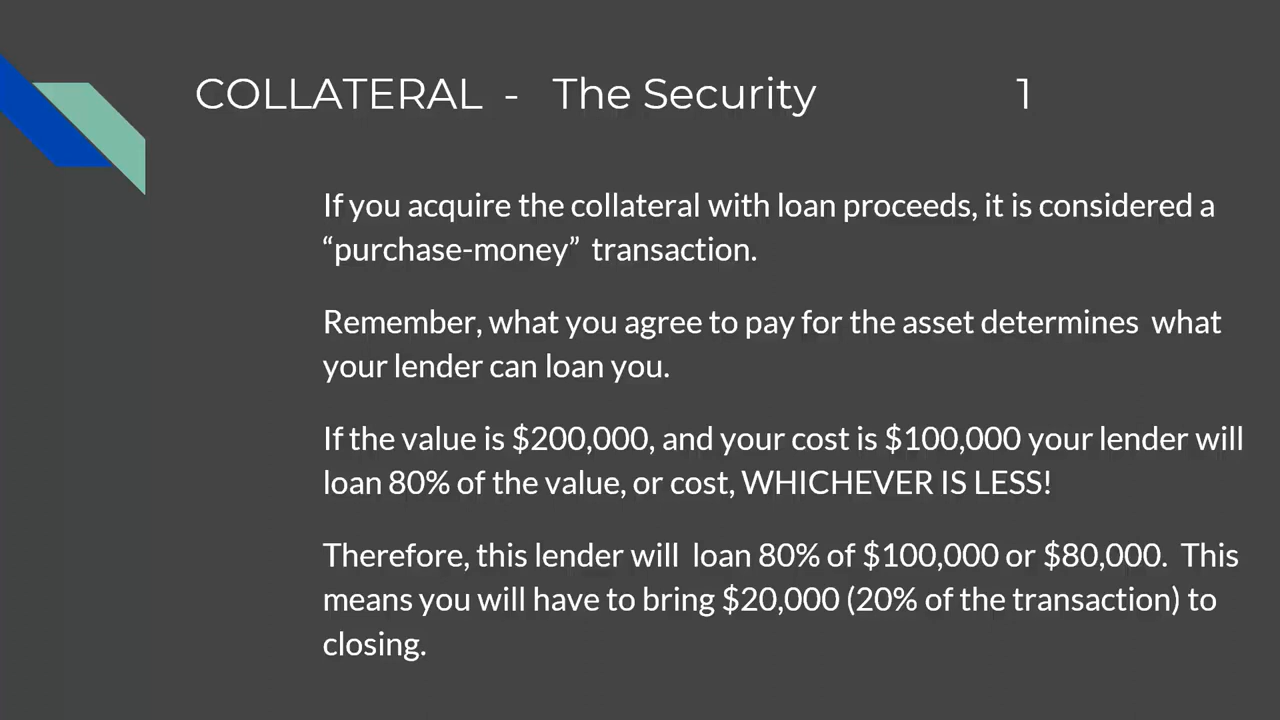 COLLATERAL - The Security 1
If you acquire the collateral with loan proceeds, it is considered a
“purchase-money” transaction.
Remember, what you agree to pay for the asset determines what
your lender can loan you.
If the value is $200,000, and your cost is $100,000 your lender will
loan 80% of the value, or cost, WHICHEVER IS LESS!
Therefore, this lender will loan 80% of $100,000 or $80,000. This
means you will have to bring $20,000 (20% of the transaction) to
closing.